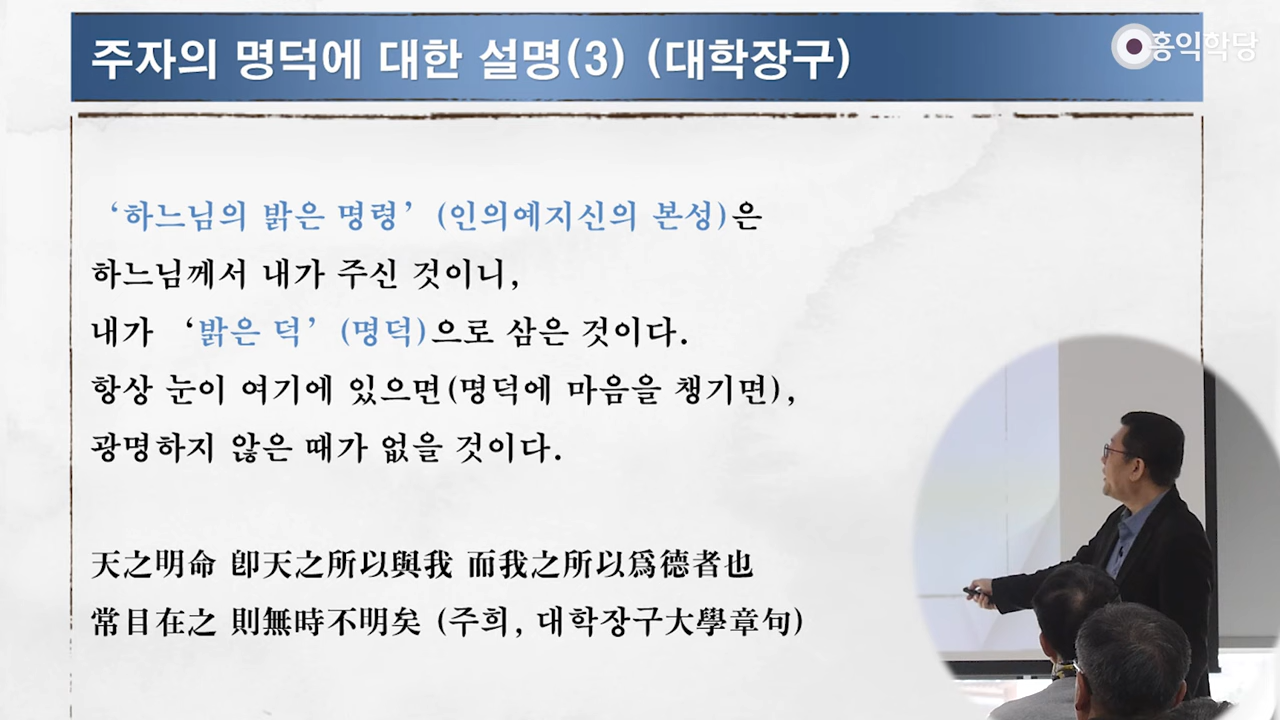 주자의 명덕에 대한 설명(3) (대학장구)
홍익학당
‘하느님의 밝은 명령’ (인의예지신의 본성)은
하느님께서 내가 주신 것이니,
내가 ‘밝은 덕’ (명덕)으로 삼은 것이다.
항상 눈이 여기에 있으면(명덕에 마음을 챙기면),
광명하지 않은 때가 없을 것이다.
天之明命 卽天之所以與我 而我之所以爲德者也
常目在之 則無時不明矣 (주희, 대학장구大學章句)